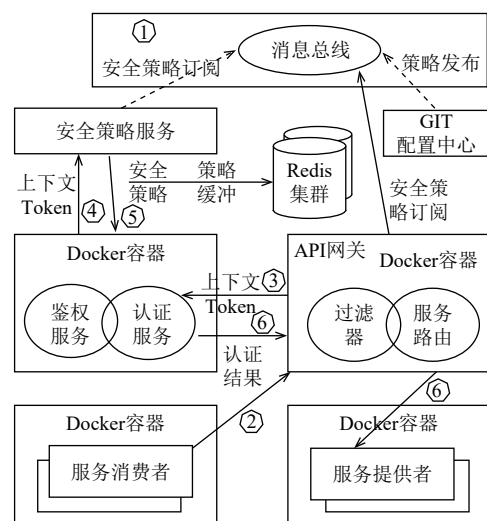 ①
消息总线
安全策略订阅
策略发布
安全策略服务
GIT
配置中心
上下文
Token
④
⑤
安全
策略
策略
缓冲
Redis
集群
安全策
略订阅
Docker容器
鉴权
服务
认证
服务
上下文
③
Token
⑥
认证
结果
API网关
Docker容器
过滤
器
服务
路由
②
⑥
Docker容器
服务消费者
Docker容器
服务提供者